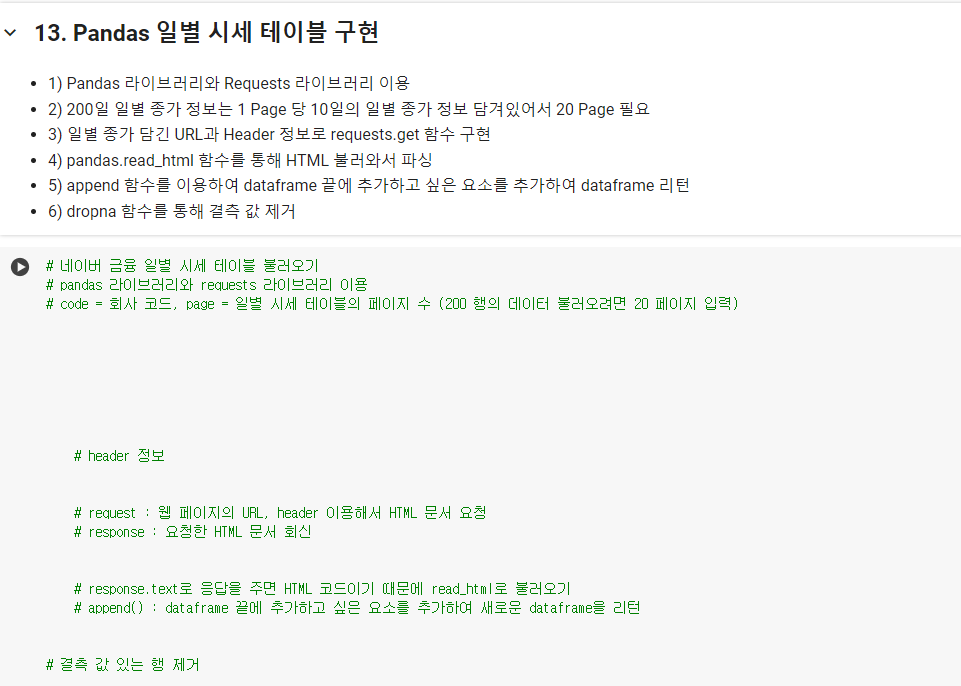 13. Pandas 일별 시세 테이블 구현
• 1) Pandas 라이브러리와 Requests 라이브러리 이용
• 2) 200일 일별 종가 정보는 1 Page 당 10일의 일별 종가 정보 담겨있어서 20 Page 필요
• 3) 일별 종가 담긴 URL과 Header 정보로 requests.get 함수 구현
• 4) pandas.read_html 함수를 통해 HTML 불러와서 파싱
• 5) append 함수를 이용하여 dataframe 끝에 추가하고 싶은 요소를 추가하여 dataframe 리턴
• 6) dropna 함수를 통해 결측 값 제거
# 네이버 금융 일별 시세 테이블 불러오기
# pandas 라이브러리와 requests 라이브러리 이용
# code = 회사 코드, page = 일별 시세 테이블의 페이지 수 (200 행의 데이터 불러오려면 20 페이지 입력)
# header 정보
# request : 웹 페이지의 URL, header 이용해서 HTML 문서 요청
# response : 요청한 HTML 문서 회신
# response.text로 응답을 주면 HTML 코드이기 때문에 read_html로 불러오기
# append() : dataframe 끝에 추가하고 싶은 요소를 추가하여 새로운 dataframe을 리턴
# 결측 값 있는 행 제거